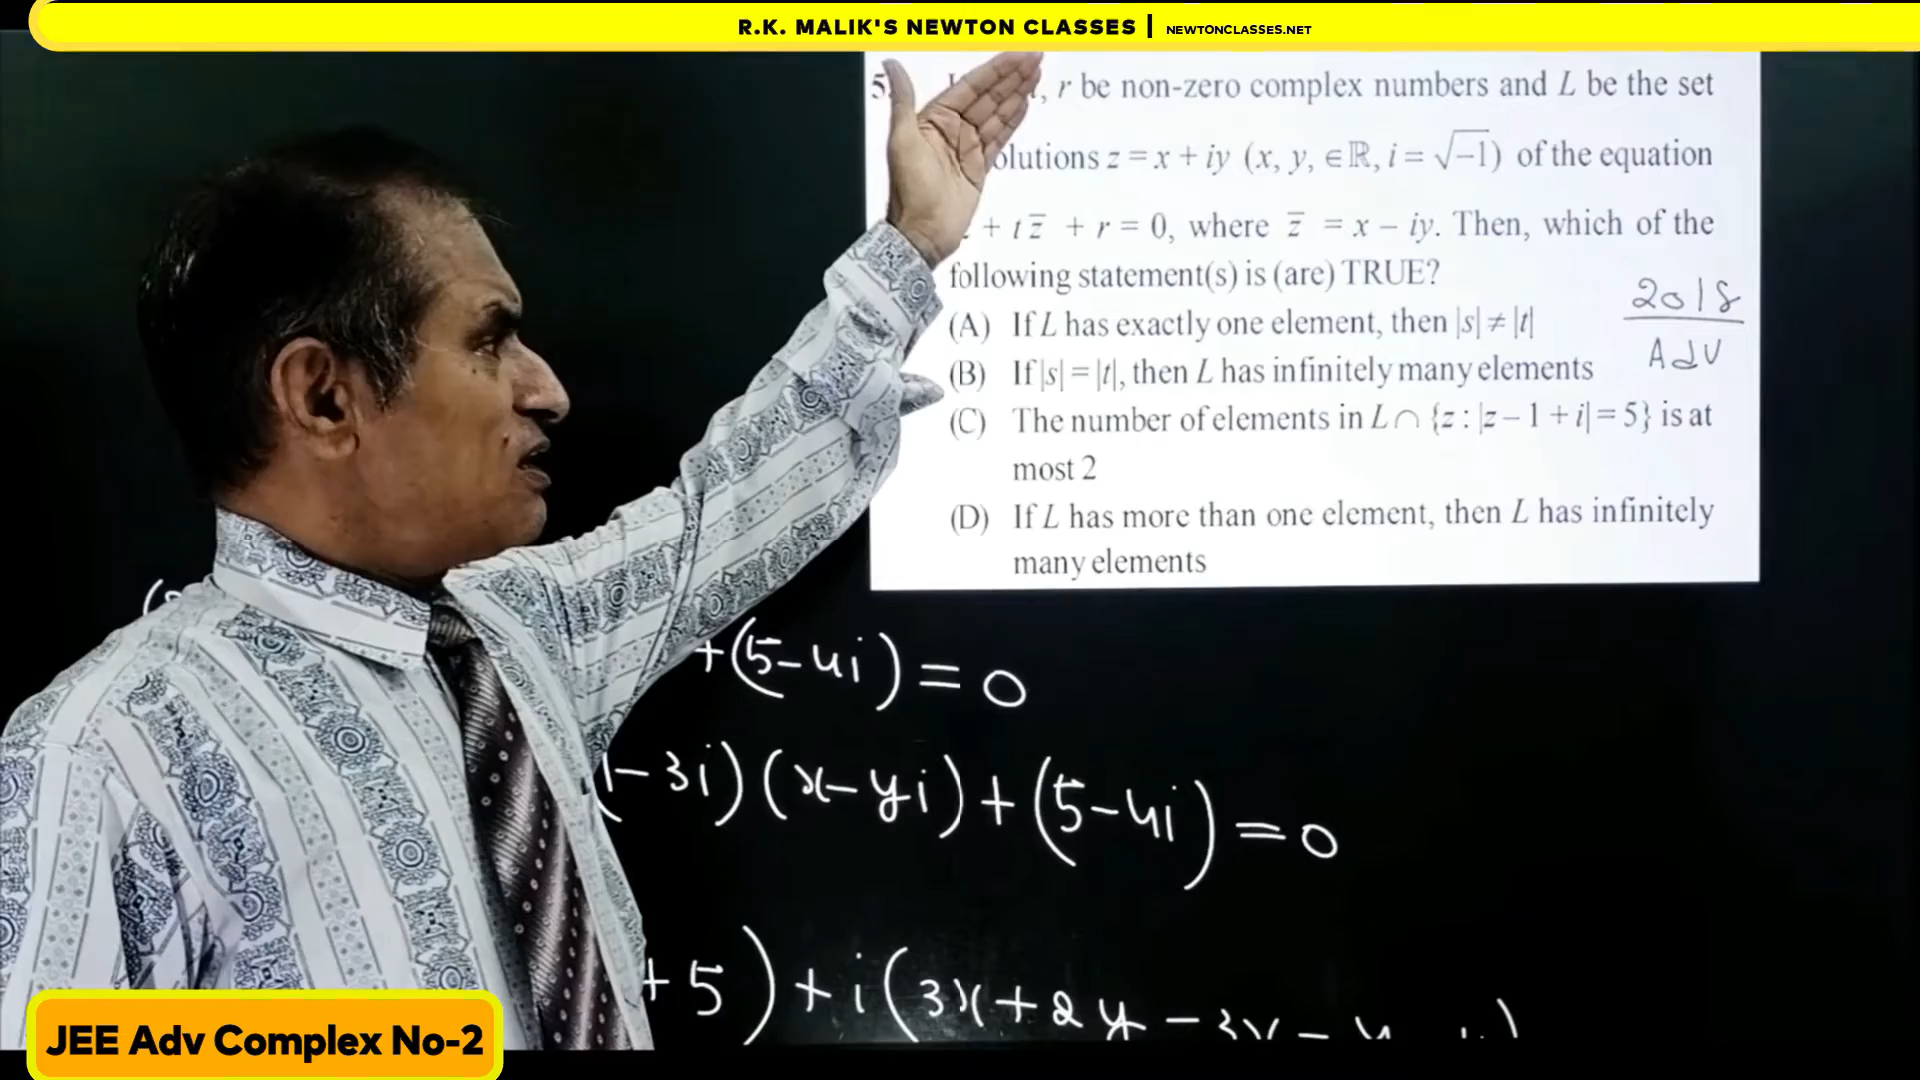 R.K. MALIK'S NEWTON CLASSES | NEWTONCLASSES.NET
5. , r be non-zero complex numbers and L be the set
olutions z = x + iy (x, y, ∈ℝ, i = √−1) of the equation
+ t z̅ + r = 0, where z̅ = x − iy. Then, which of the
following statement(s) is (are) TRUE?
(A) If L has exactly one element, then |s| ≠ |t|
(B) If |s| = |t|, then L has infinitely many elements
(C) The number of elements in L ∩ {z : |z − 1 + i| = 5} is at
most 2
(D) If L has more than one element, then L has infinitely
many elements
2018
Adv
+(5-4i) = 0
-3i)(x-yi)+(5-4i) = 0
+5)+i(3x+2y-3x-y
JEE Adv Complex No-2